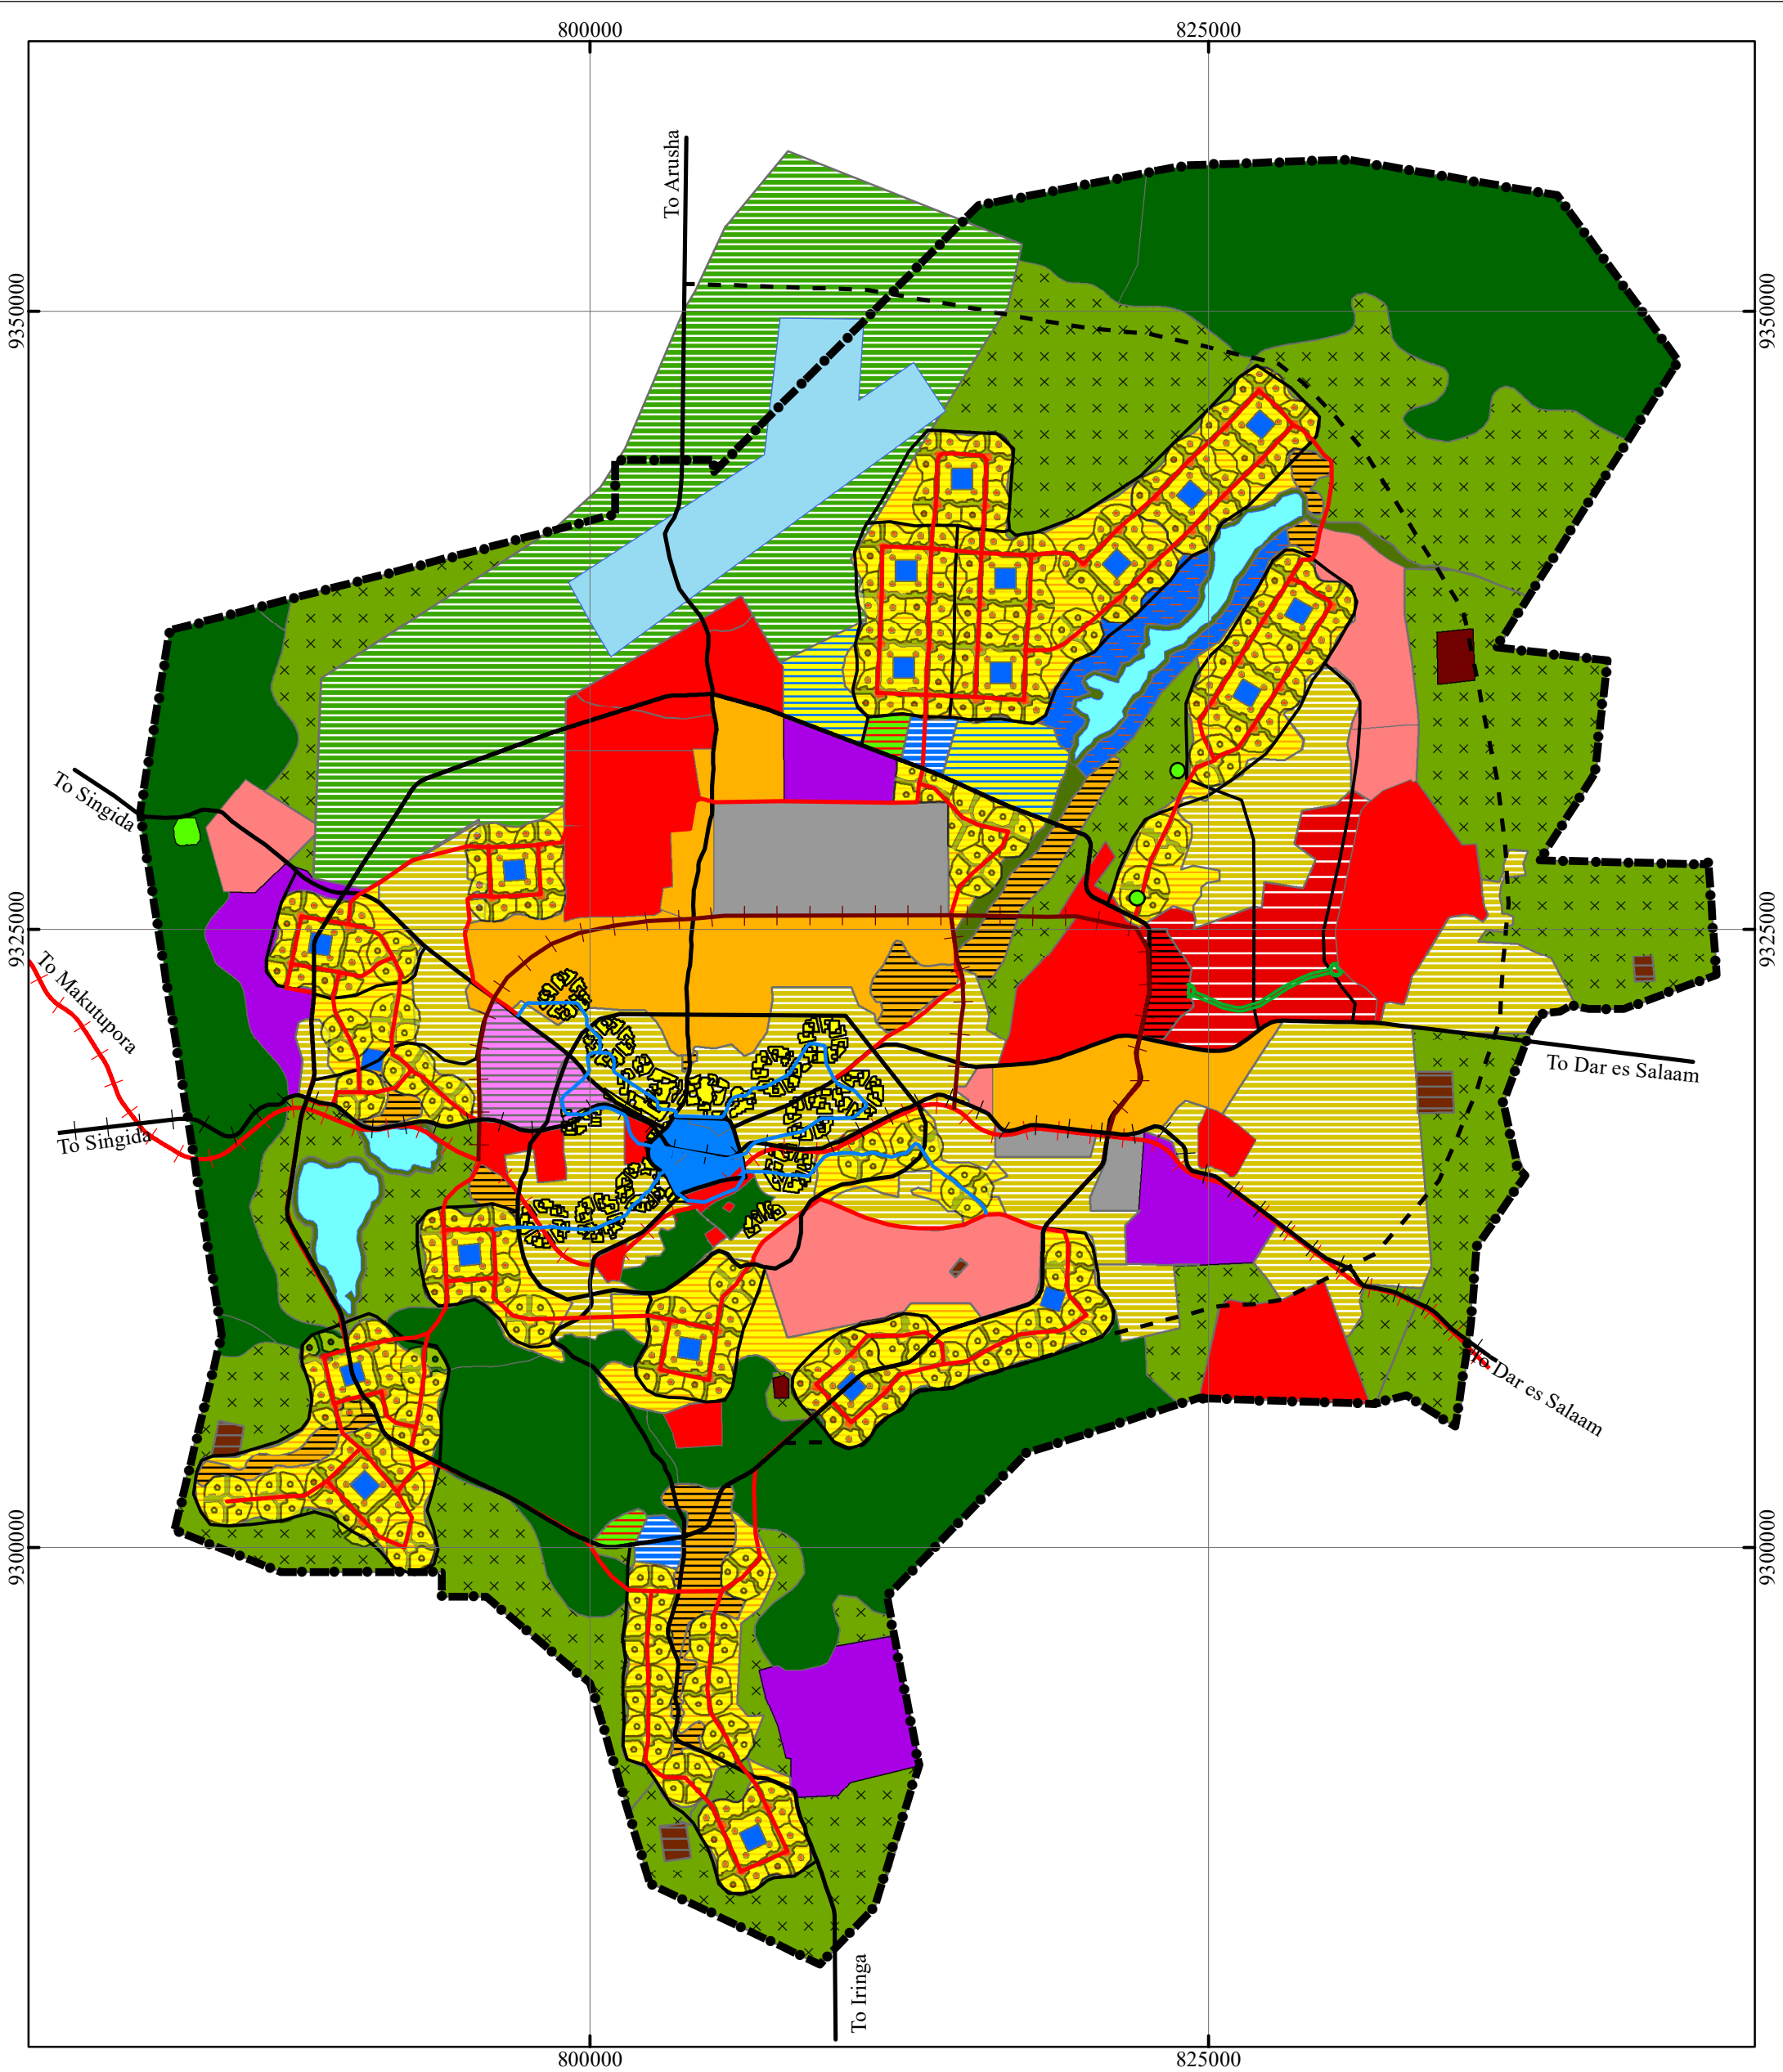 800000
825000
To Arusha
9350000
9350000
To Singida
9325000
9325000
To Makutupora
To Dar es Salaam
To Singida
To Dar es Salaam
9300000
9300000
To Iringa
800000
825000